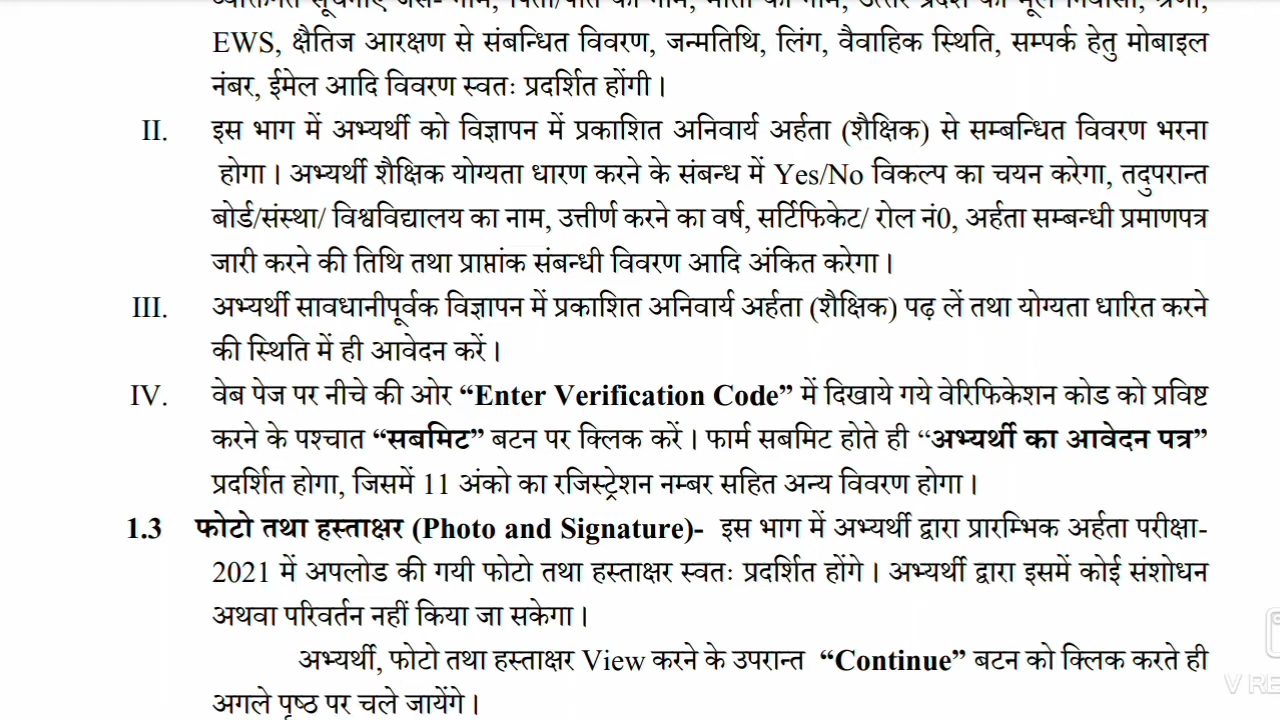 व्यक्तिगत सूचनाएं जैसे- नाम, पिता/पति का नाम, माता का नाम, उत्तर प्रदेश का मूल निवासी, श्रेणी,
EWS, क्षैतिज आरक्षण से संबन्धित विवरण, जन्मतिथि, लिंग, वैवाहिक स्थिति, सम्पर्क हेतु मोबाइल
नंबर, ईमेल आदि विवरण स्वतः प्रदर्शित होंगी।
II. इस भाग में अभ्यर्थी को विज्ञापन में प्रकाशित अनिवार्य अर्हता (शैक्षिक) से सम्बन्धित विवरण भरना
होगा। अभ्यर्थी शैक्षिक योग्यता धारण करने के संबन्ध में Yes/No विकल्प का चयन करेगा, तदुपरान्त
बोर्ड/संस्था/ विश्वविद्यालय का नाम, उत्तीर्ण करने का वर्ष, सर्टिफिकेट/ रोल नं0, अर्हता सम्बन्धी प्रमाणपत्र
जारी करने की तिथि तथा प्राप्तांक संबन्धी विवरण आदि अंकित करेगा।
III. अभ्यर्थी सावधानीपूर्वक विज्ञापन में प्रकाशित अनिवार्य अर्हता (शैक्षिक) पढ़ लें तथा योग्यता धारित करने
की स्थिति में ही आवेदन करें।
IV. वेब पेज पर नीचे की ओर “Enter Verification Code” में दिखाये गये वेरिफिकेशन कोड को प्रविष्ट
करने के पश्चात “सबमिट” बटन पर क्लिक करें। फार्म सबमिट होते ही “अभ्यर्थी का आवेदन पत्र”
प्रदर्शित होगा, जिसमें 11 अंको का रजिस्ट्रेशन नम्बर सहित अन्य विवरण होगा।
1.3 फोटो तथा हस्ताक्षर (Photo and Signature)- इस भाग में अभ्यर्थी द्वारा प्रारम्भिक अर्हता परीक्षा-
2021 में अपलोड की गयी फोटो तथा हस्ताक्षर स्वतः प्रदर्शित होंगे। अभ्यर्थी द्वारा इसमें कोई संशोधन
अथवा परिवर्तन नहीं किया जा सकेगा।
अभ्यर्थी, फोटो तथा हस्ताक्षर View करने के उपरान्त “Continue” बटन को क्लिक करते ही
अगले पृष्ठ पर चले जायेंगे।